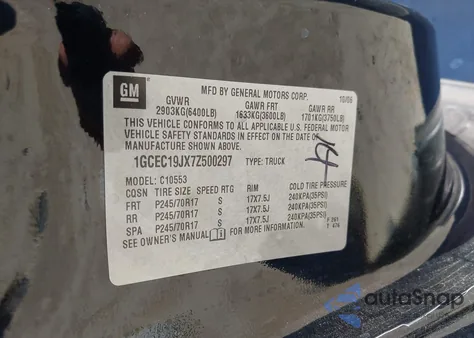 GM
MFD BY GENERAL MOTORS CORP.
10/06
GVWR GAWR FRT GAWR RR
2903KG(6400LB) 1633KG(3600LB) 1701KG(3750LB)
THIS VEHICLE CONFORMS TO ALL APPLICABLE U.S. FEDERAL MOTOR
VEHICLE SAFETY STANDARDS IN EFFECT ON THE DATE OF
MANUFACTURE SHOWN ABOVE.
1GCEC19JX7Z500297 TYPE: TRUCK
14
MODEL: C10553
COSN TIRE SIZE SPEED RTG RIM COLD TIRE PRESSURE
FRT P245/70R17 S 17X7.5J 240KPA(35PSI)
RR P245/70R17 S 17X7.5J 240KPA(35PSI)
SPA P245/70R17 S 17X7.5J 240KPA(35PSI)
SEE OWNER'S MANUAL FOR MORE INFORMATION.
autoSnap